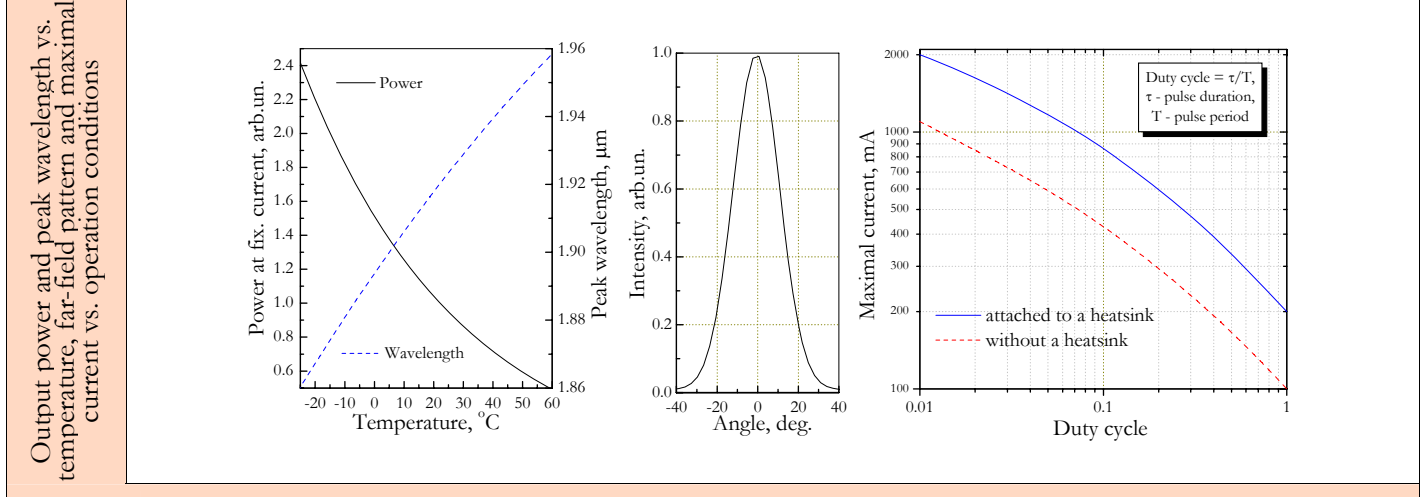 Output power and peak wavelength vs.
temperature, far-field pattern and maximal
current vs. operation conditions
Power at fix. current, arb.un.
2.4
2.2
2.0
1.8
1.6
1.4
1.2
1.0
0.8
0.6
Power
Wavelength
-20 -10 0 10 20 30 40 50 60
Temperature, °C
1.96
1.94
1.92
1.90
1.88
1.86
Peak wavelength, µm
Intensity, arb.un.
1.0
0.8
0.6
0.4
0.2
0.0
-40 -20 0 20 40
Angle, deg.
Maximal current, mA
2000
1000
900
800
700
600
500
400
300
200
100
Duty cycle = τ/T,
τ - pulse duration,
T - pulse period
attached to a heatsink
without a heatsink
0.01 0.1 1
Duty cycle